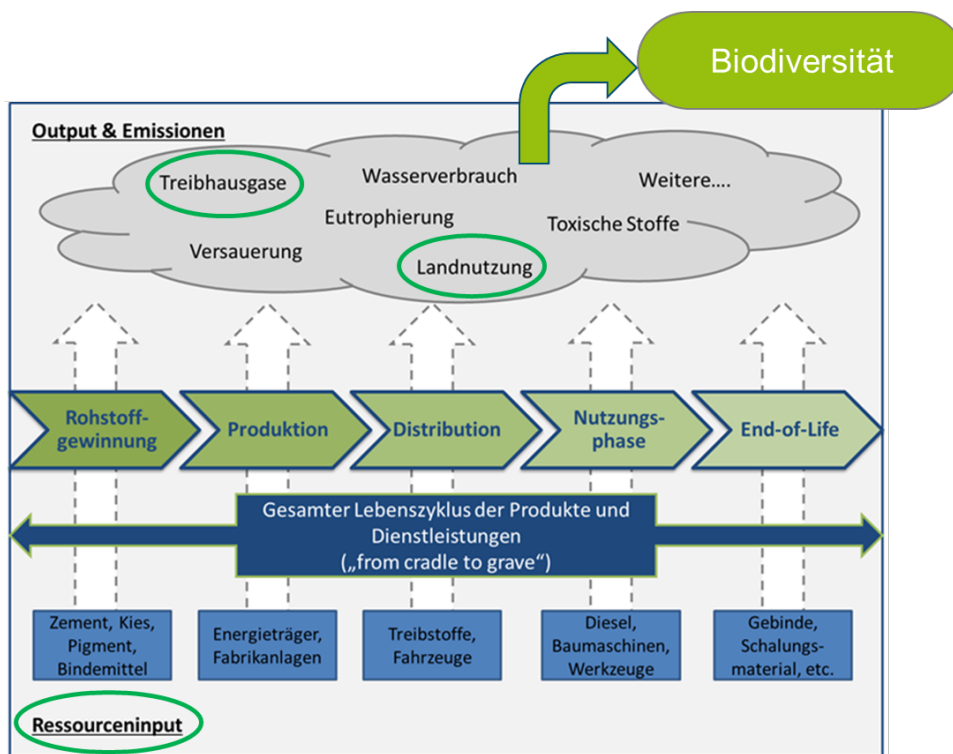 Biodiversität
Output & Emissionen
Treibhausgase
Wasserverbrauch
Weitere....
Eutrophierung
Toxische Stoffe
Versauerung
Landnutzung
Rohstoff-
gewinnung
Produktion
Distribution
Nutzungs-
phase
End-of-Life
Gesamter Lebenszyklus der Produkte und
Dienstleistungen
(„from cradle to grave“)
Zement, Kies,
Pigment,
Bindemittel
Energieträger,
Fabrikanlagen
Treibstoffe,
Fahrzeuge
Diesel,
Baumaschinen,
Werkzeuge
Gebinde,
Schalungs-
material, etc.
Ressourceninput